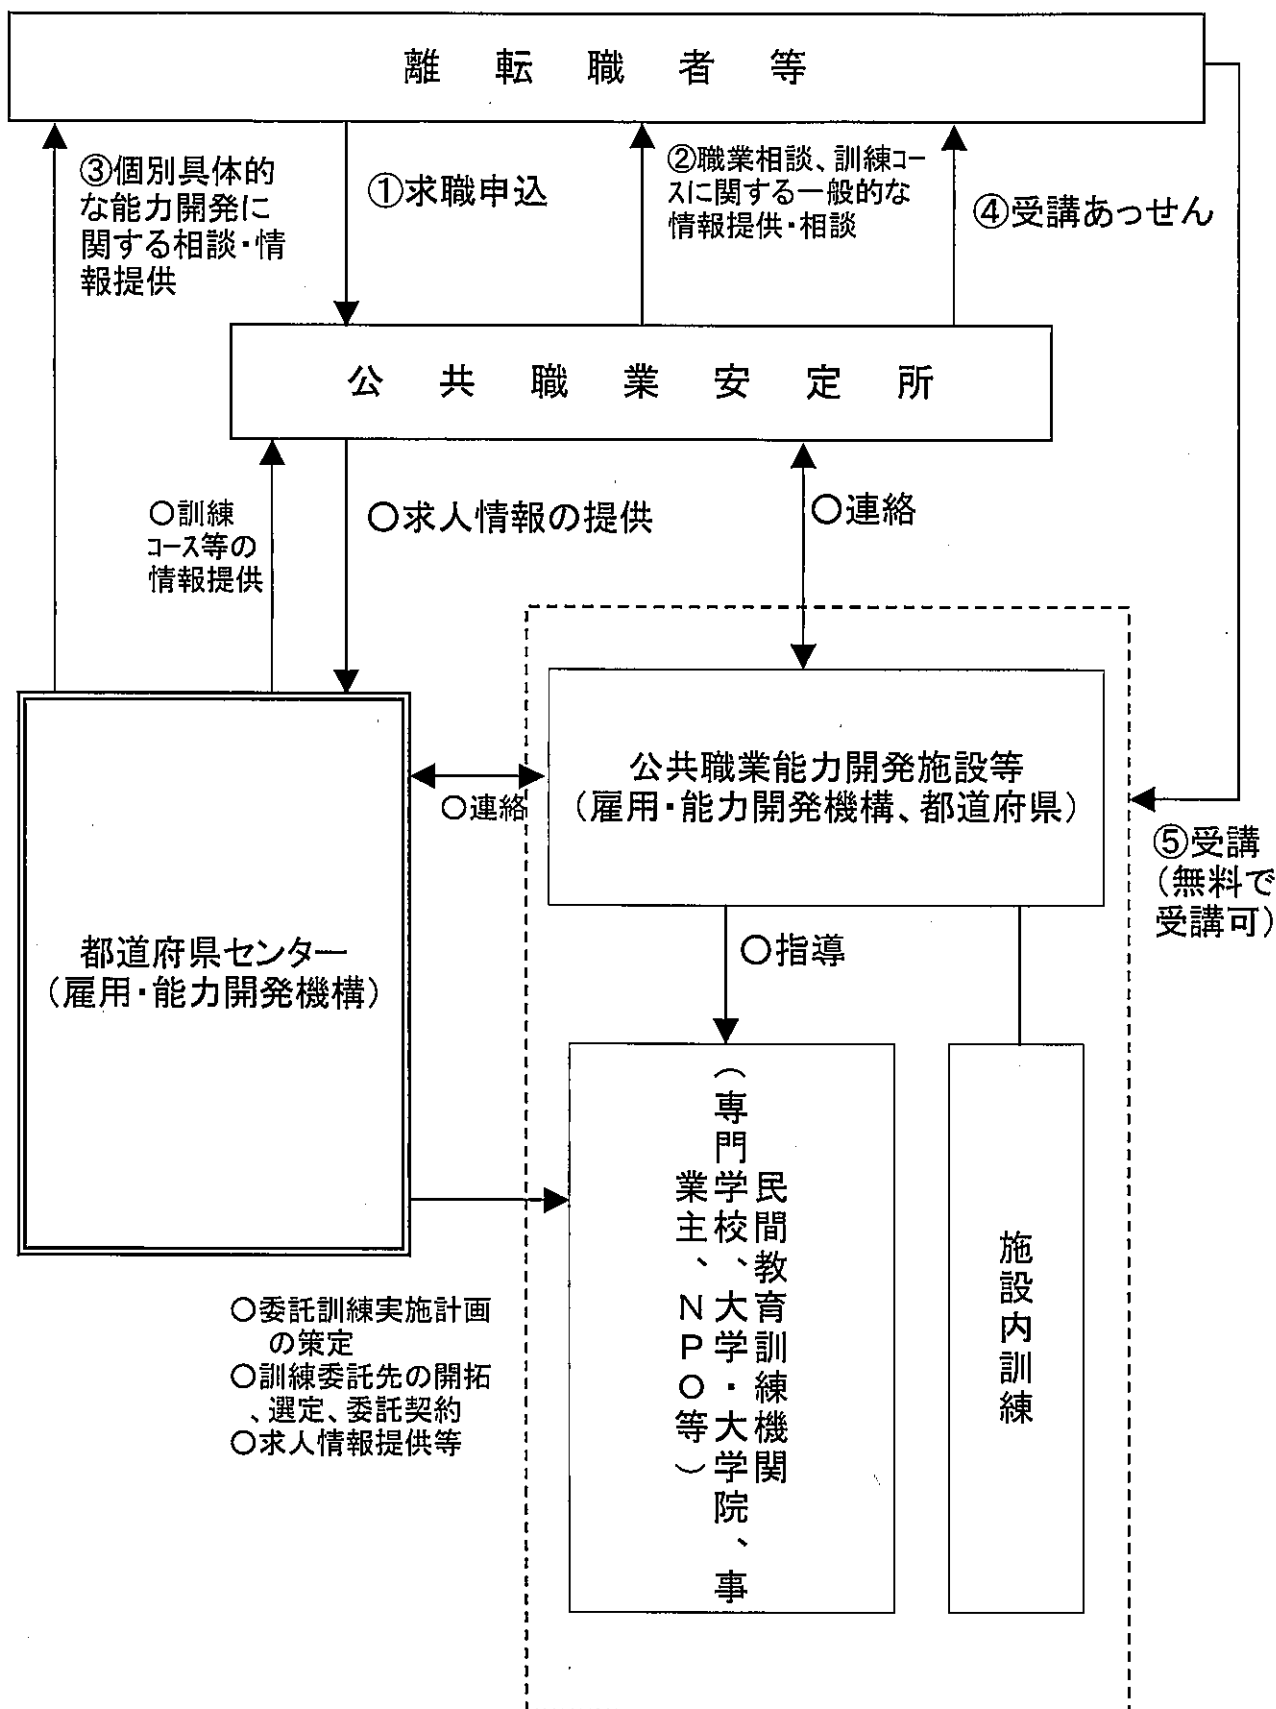 離転職者等
③個別具体的
な能力開発に
関する相談・情
報提供
①求職申込
②職業相談、訓練コー
スに関する一般的な
情報提供・相談
④受講あっせん
公共職業安定所
○訓練
コース等の
情報提供
○求人情報の提供
○連絡
公共職業能力開発施設等
（雇用・能力開発機構、都道府県）
○連絡
⑤受講
（無料で
受講可）
都道府県センター
（雇用・能力開発機構）
○指導
民間教育訓練機関
（専門学校、大学・大学院、事
業主、ＮＰＯ等）
施設内訓練
○委託訓練実施計画
の策定
○訓練委託先の開拓
、選定、委託契約
○求人情報提供等